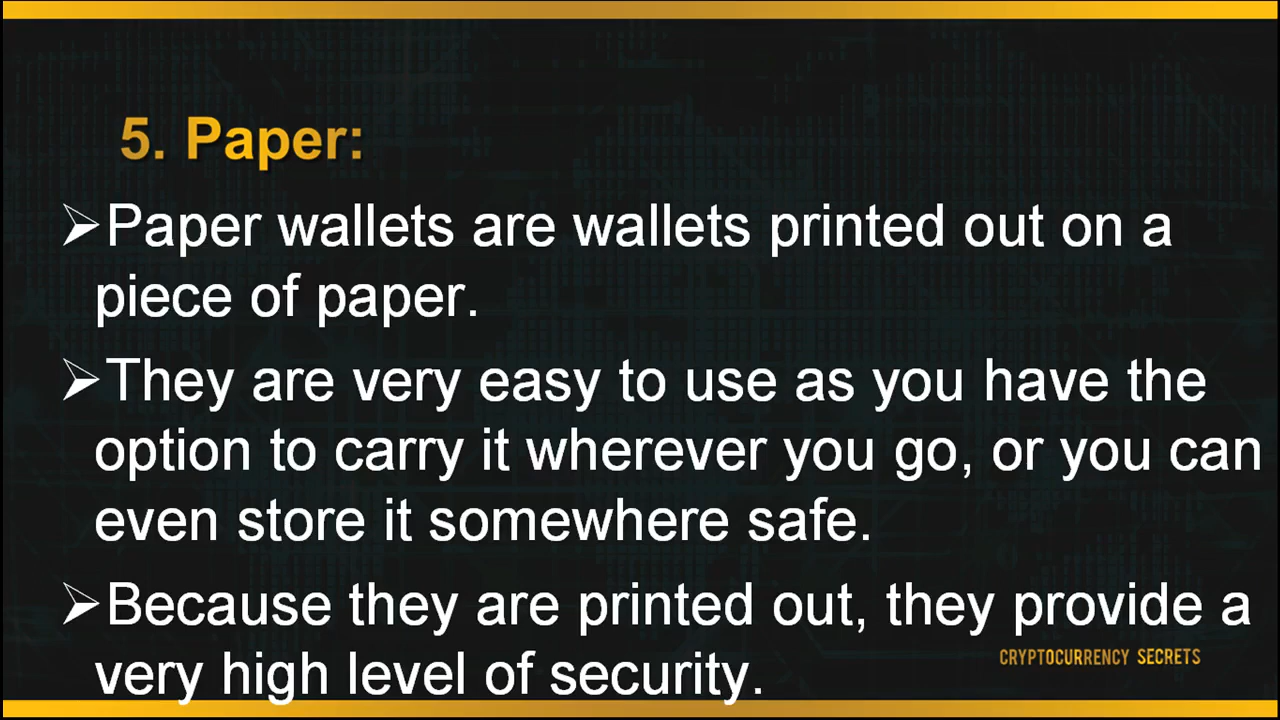 5. Paper:
➢Paper wallets are wallets printed out on a
piece of paper.
➢They are very easy to use as you have the
option to carry it wherever you go, or you can
even store it somewhere safe.
➢Because they are printed out, they provide a
very high level of security.
CRYPTOCURRENCY SECRETS